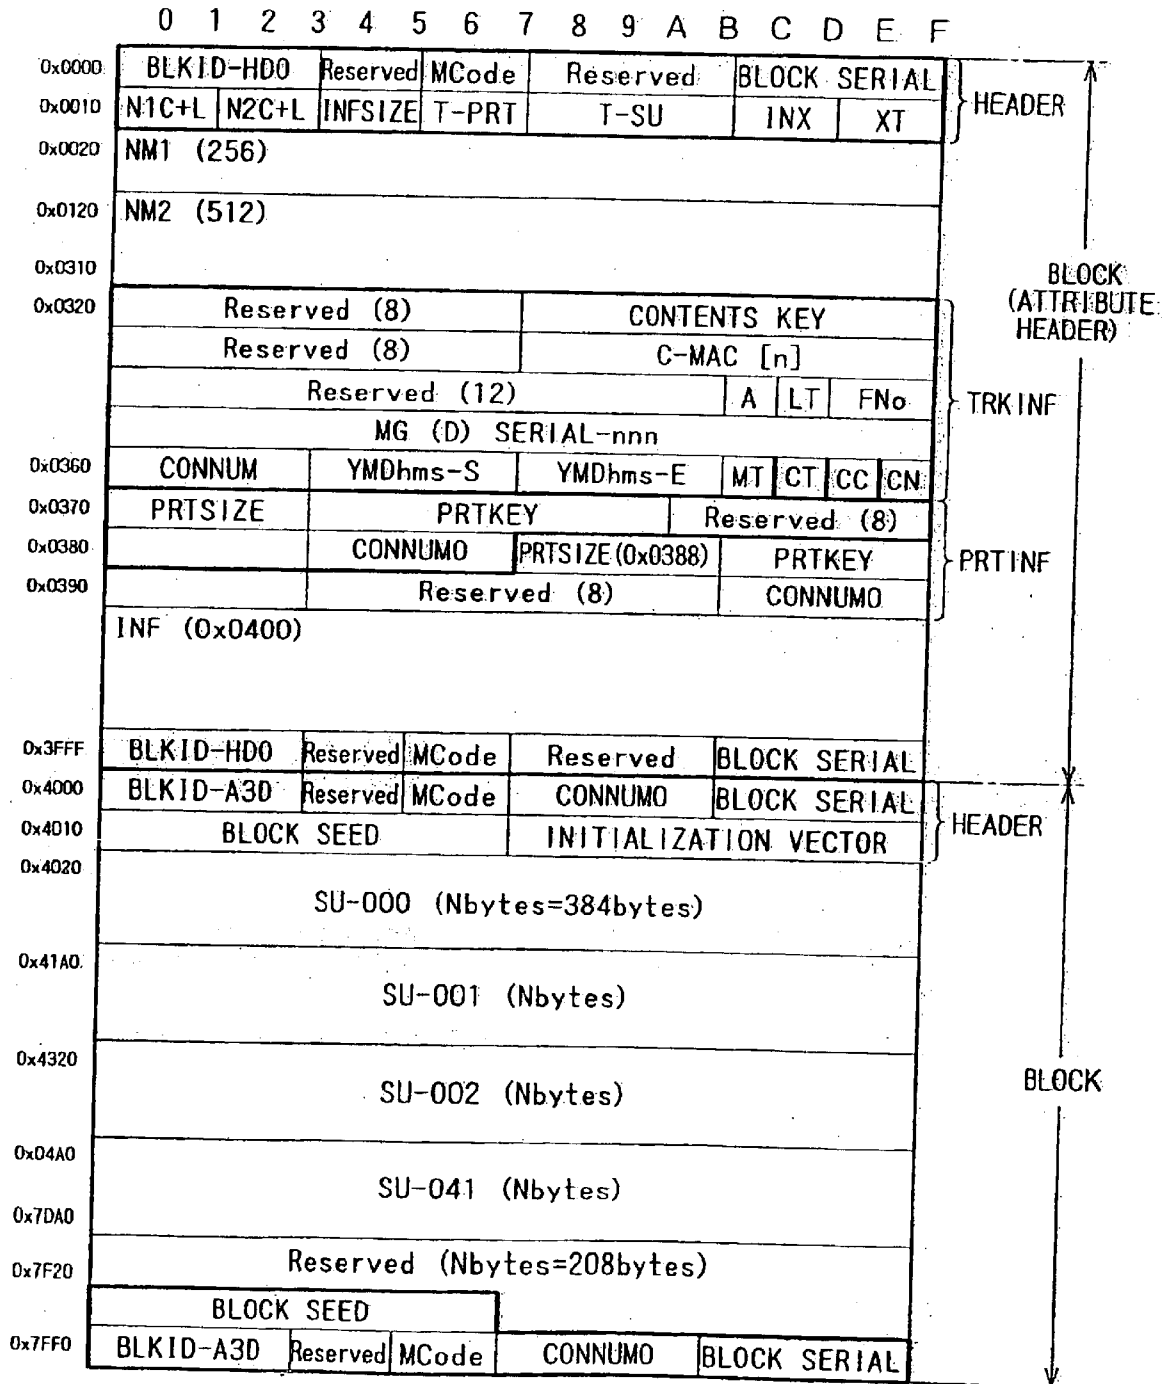 0 1 2 3 4 5 6 7 8 9 A B C D E F
0x0000 BLKID-HD0 Reserved MCode Reserved BLOCK SERIAL
0x0010 N1C+L N2C+L INFSIZE T-PRT T-SU INX XT HEADER
0x0020 NM1 (256)
0x0120 NM2 (512)
0x0310 BLOCK (ATTRIBUTE HEADER)
0x0320 Reserved (8) CONTENTS KEY
Reserved (8) C-MAC [n]
Reserved (12) A LT FNo TRKINF
MG (D) SERIAL-nnn
0x0360 CONNUM YMDhms-S YMDhms-E MT CT CC CN
0x0370 PRTSIZE PRTKEY Reserved (8)
0x0380 CONNUMO PRTSIZE(0x0388) PRTKEY PRTINF
0x0390 Reserved (8) CONNUMO
INF (0x0400)
0x3FFF BLKID-HD0 Reserved MCode Reserved BLOCK SERIAL
0x4000 BLKID-A3D Reserved MCode CONNUMO BLOCK SERIAL
0x4010 BLOCK SEED INITIALIZATION VECTOR HEADER
0x4020
SU-000 (Nbytes=384bytes)
0x41A0
SU-001 (Nbytes)
0x4320
SU-002 (Nbytes) BLOCK
0x04A0
SU-041 (Nbytes)
0x7DA0
Reserved (Nbytes=208bytes)
0x7F20
BLOCK SEED
0x7FF0 BLKID-A3D Reserved MCode CONNUMO BLOCK SERIAL